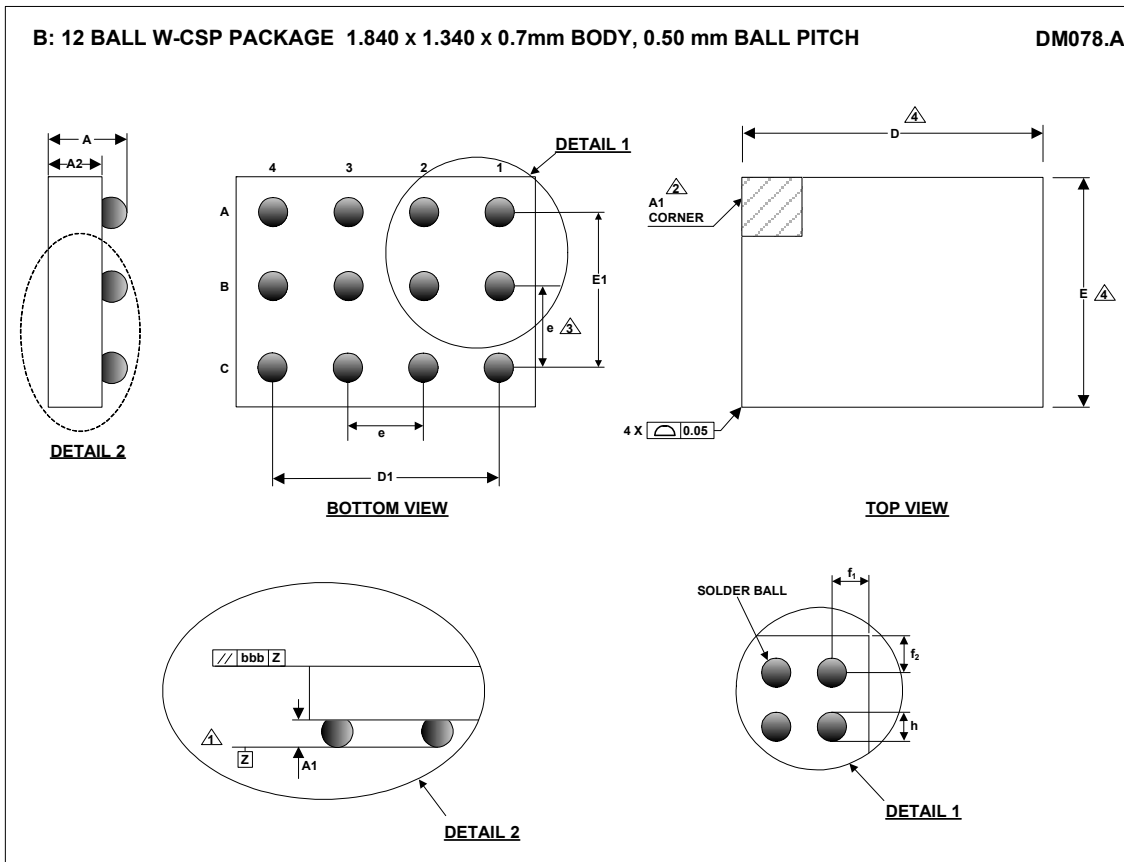 B: 12 BALL W-CSP PACKAGE 1.840 x 1.340 x 0.7mm BODY, 0.50 mm BALL PITCH DM078.A
A
A2
DETAIL 2
4 3 2 1
A
B
C
DETAIL 1
E1
e 3
e
D1
BOTTOM VIEW
4
D
2
A1
CORNER
E 4
4 X 0.05
TOP VIEW
// bbb Z
1
Z
A1
DETAIL 2
SOLDER BALL
f₁
f₂
h
DETAIL 1